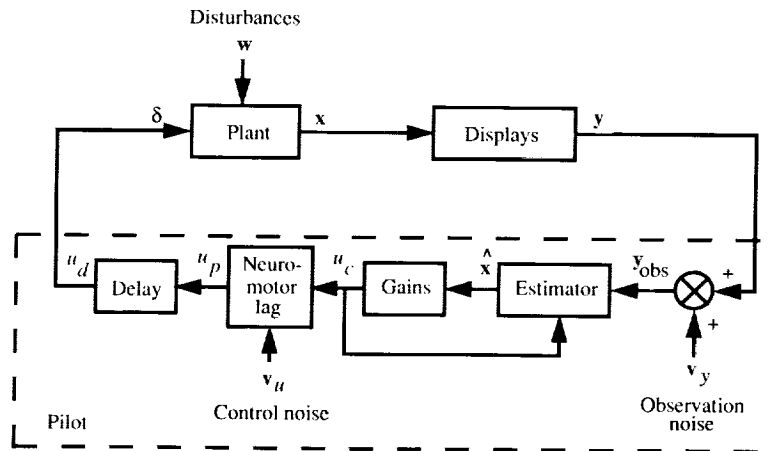 Disturbances
w
δ
Plant
x
Displays
y
u_d
Delay
u_p
Neuro-
motor
lag
u_c
Gains
x̂
Estimator
y_obs
+
+
v_u
Control noise
v_y
Observation
noise
Pilot